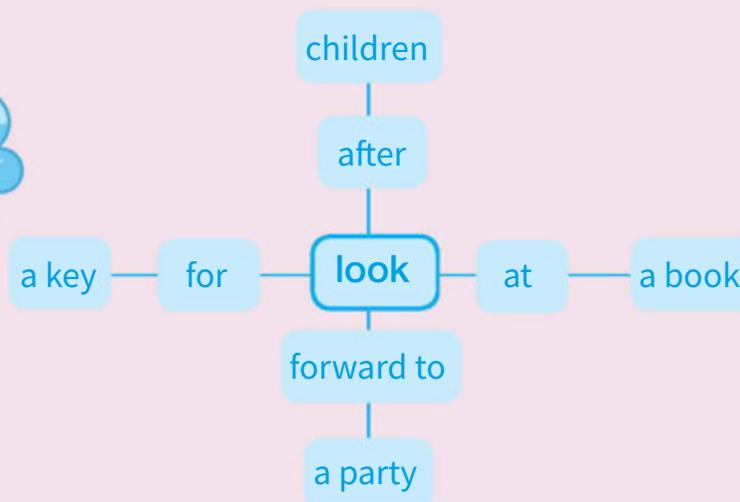 children
after
a key for look at a book
forward to
a party